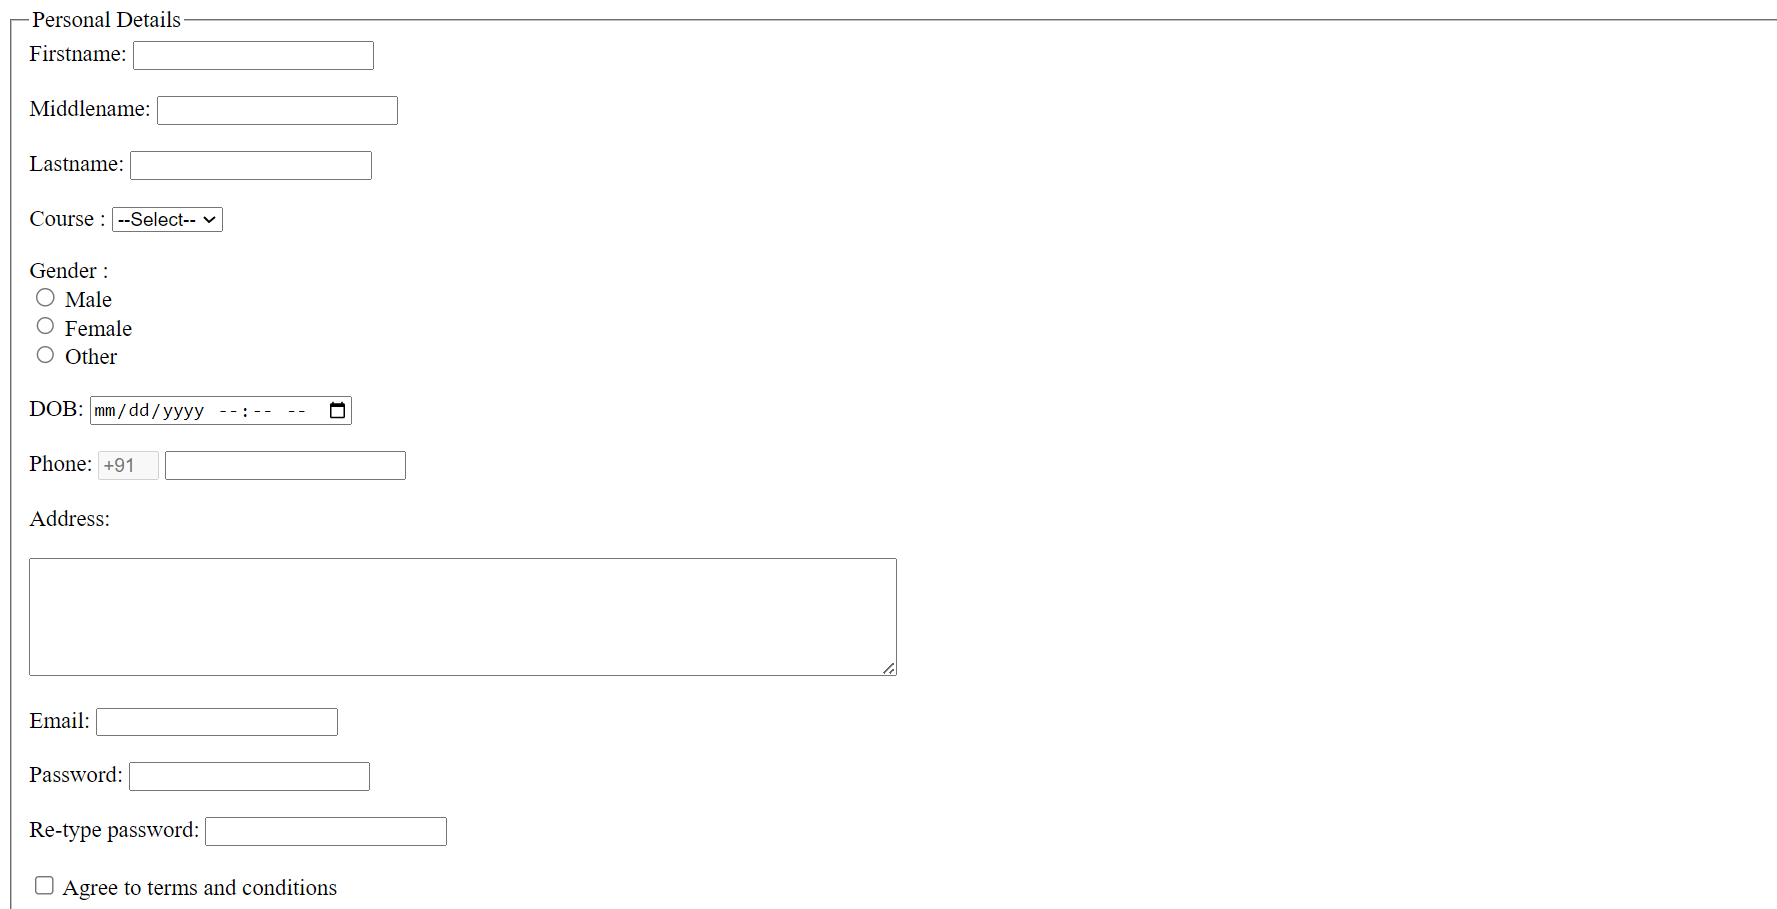 Personal Details
Firstname:
Middlename:
Lastname:
Course : --Select--
Gender :
Male
Female
Other
DOB: mm/dd/yyyy --:-- --
Phone: +91
Address:
Email:
Password:
Re-type password:
Agree to terms and conditions